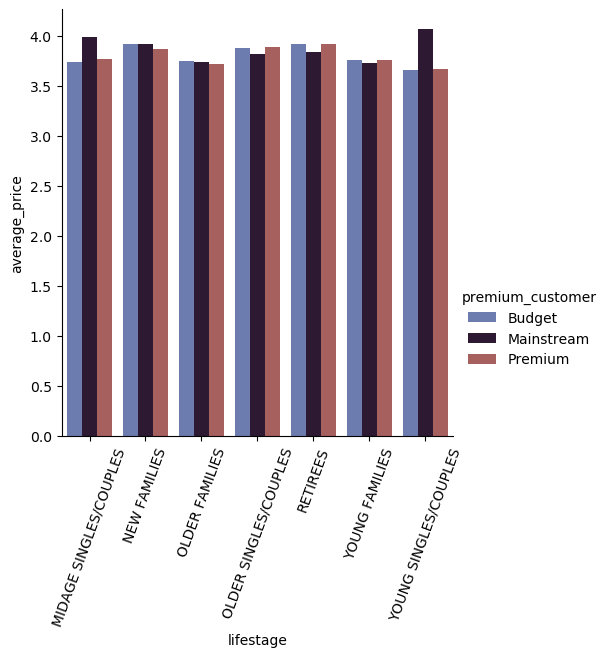 4.0
3.5
3.0
2.5
2.0
1.5
1.0
0.5
0.0
average_price
MIDAGE SINGLES/COUPLES
NEW FAMILIES
OLDER FAMILIES
OLDER SINGLES/COUPLES
RETIREES
YOUNG FAMILIES
YOUNG SINGLES/COUPLES
lifestage
premium_customer
Budget
Mainstream
Premium